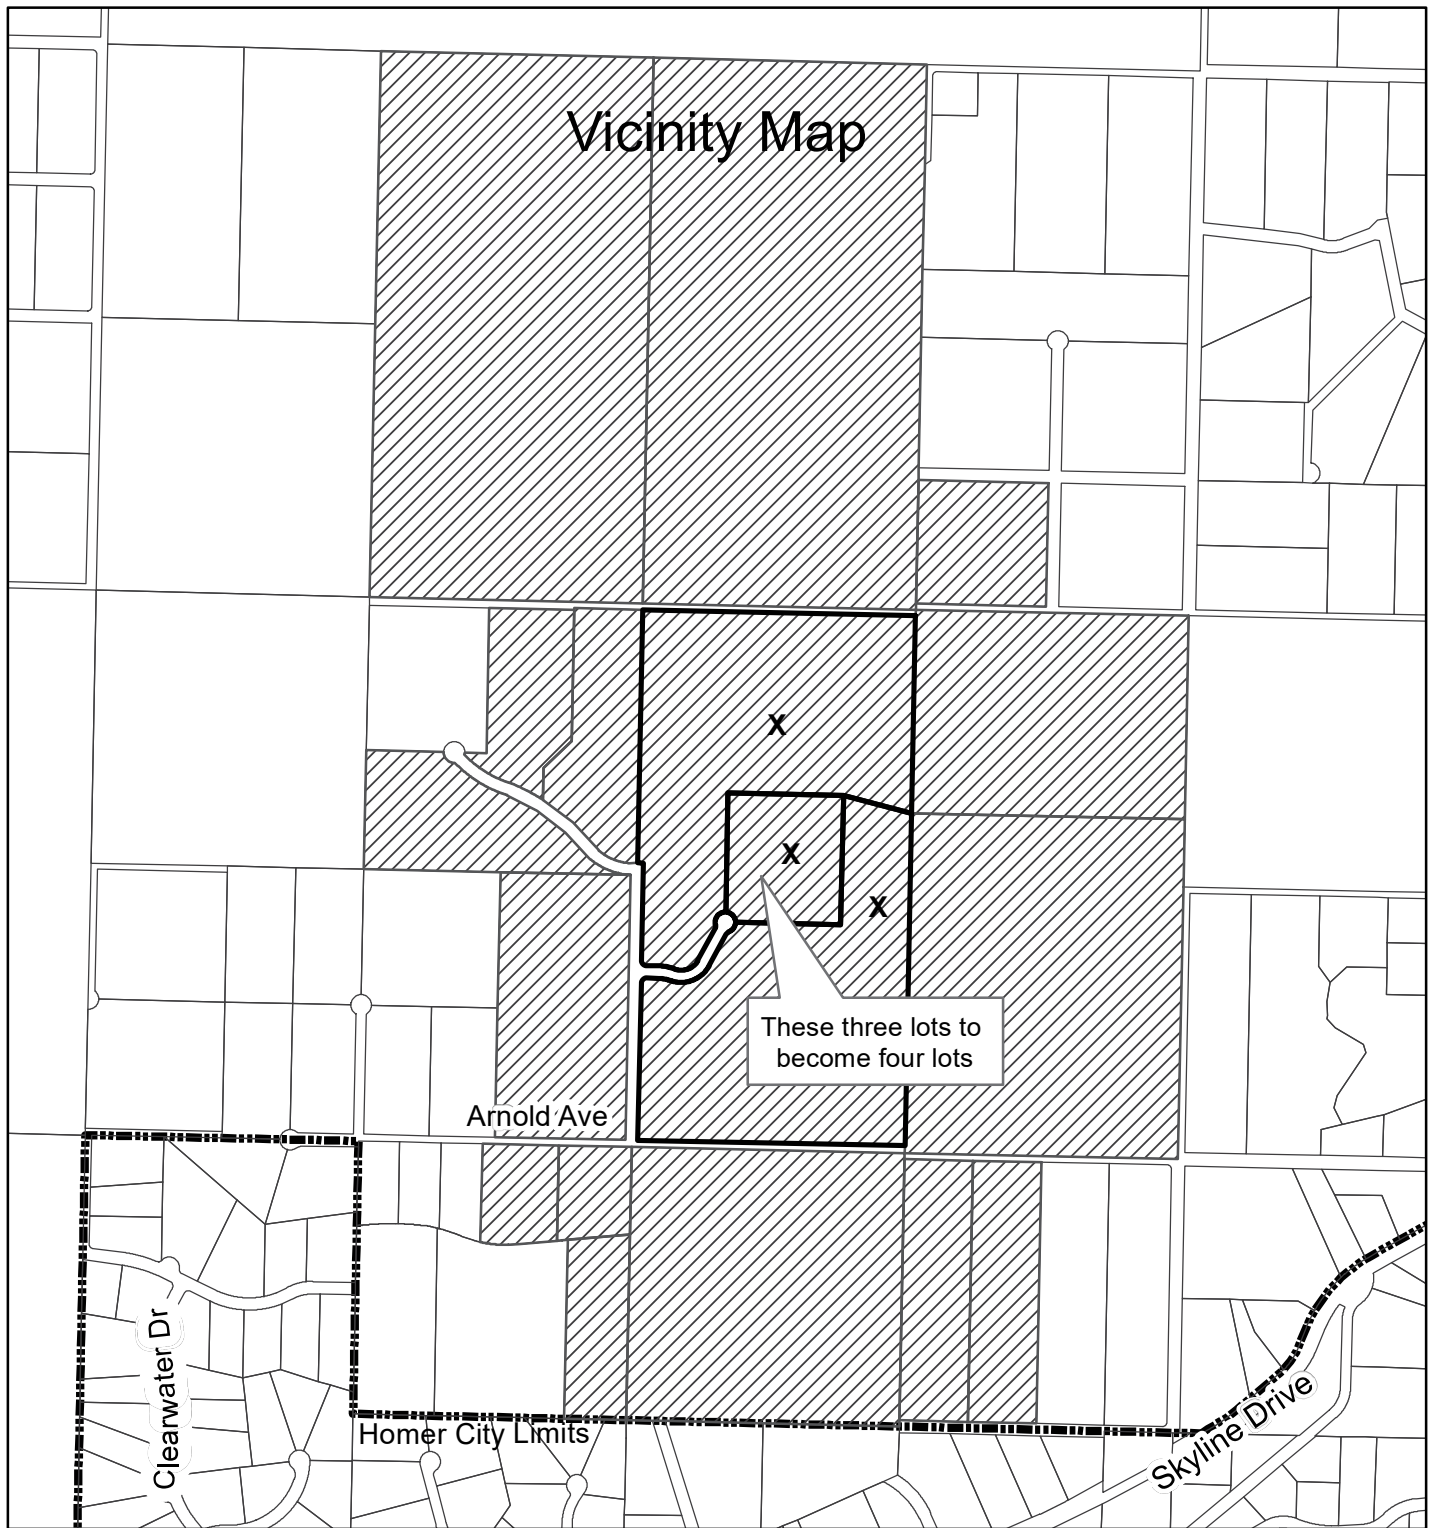 Vicinity Map
x
x
x
These three lots to
become four lots
Arnold Ave
Clearwater Dr
Homer City Limits
Skyline Drive